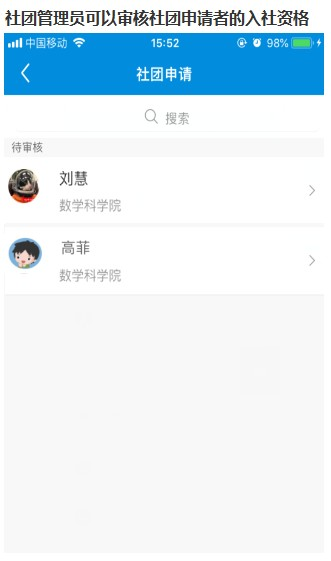 社团管理员可以审核社团申请者的入社资格
中国移动 15:52 98%
社团申请
搜索
待审核
刘慧
数学科学院
高菲
数学科学院